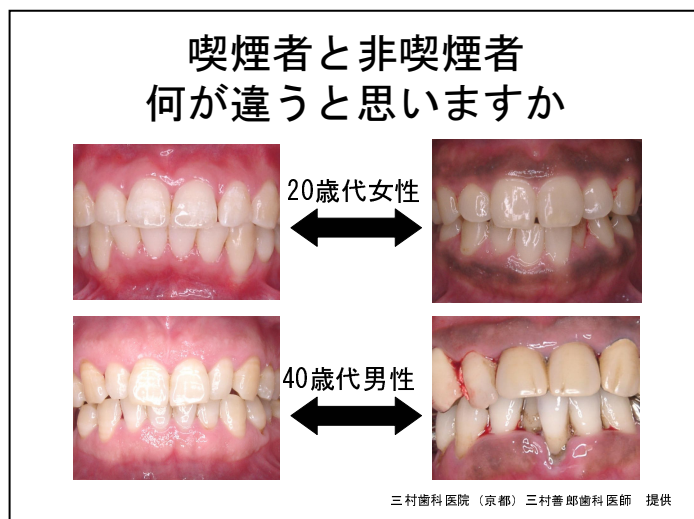 喫煙者と非喫煙者
何が違うと思いますか
20歳代女性
40歳代男性
三村歯科医院（京都）三村善郎歯科医師　提供